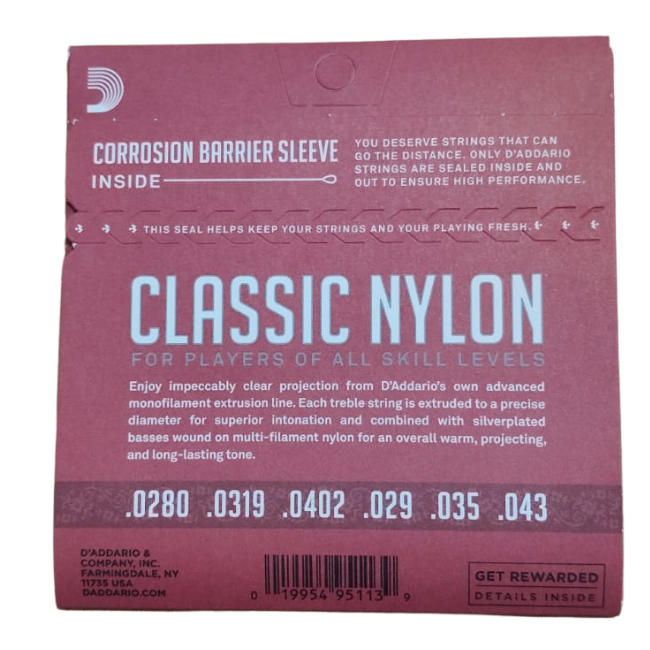 CORROSION BARRIER SLEEVE
INSIDE
YOU DESERVE STRINGS THAT CAN
GO THE DISTANCE. ONLY D'ADDARIO
STRINGS ARE SEALED INSIDE AND
OUT TO ENSURE HIGH PERFORMANCE.
THIS SEAL HELPS KEEP YOUR STRINGS AND YOUR PLAYING FRESH.
CLASSIC NYLON
FOR PLAYERS OF ALL SKILL LEVELS
Enjoy impeccably clear projection from D'Addario's own advanced
monofilament extrusion line. Each treble string is extruded to a precise
diameter for superior intonation and combined with silverplated
basses wound on multi-filament nylon for an overall warm, projecting,
and long-lasting tone.
.0280 .0319 .0402 .029 .035 .043
D'ADDARIO &
COMPANY, INC.
FARMINGDALE, NY
11735 USA
DADDARIO.COM
0 19954 95113 9
GET REWARDED
DETAILS INSIDE